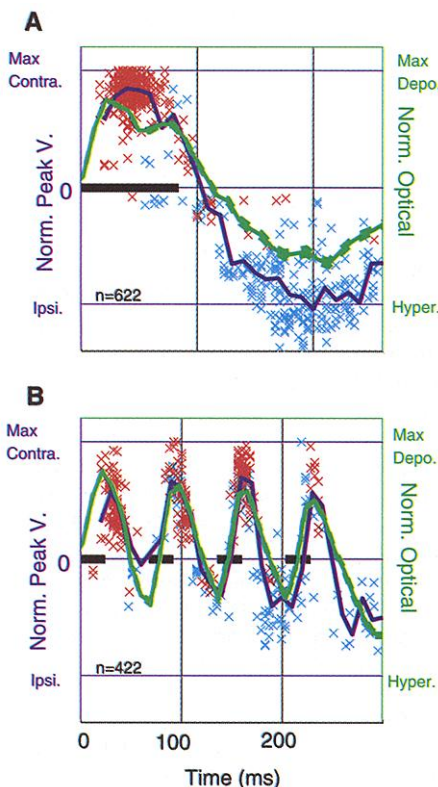 A
Max
Contra.
Max
Depo.
Norm. Peak V.
0
Norm. Optical
Ipsi.
n=622
Hyper.
B
Max
Contra.
Max
Depo.
Norm. Peak V.
0
Norm. Optical
n=422
Ipsi.
Hyper.
0
100
200
Time (ms)